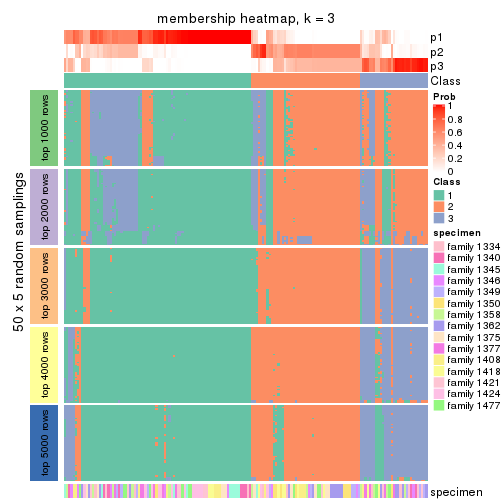 membership heatmap, k = 3
p1
p2
p3
Class
50 x 5 random samplings
top 1000 rows
top 2000 rows
top 3000 rows
top 4000 rows
top 5000 rows
specimen
Prob
1
0.8
0.6
0.4
0.2
0
Class
1
2
3
specimen
family 1334
family 1340
family 1345
family 1346
family 1349
family 1350
family 1358
family 1362
family 1375
family 1377
family 1408
family 1418
family 1421
family 1424
family 1477